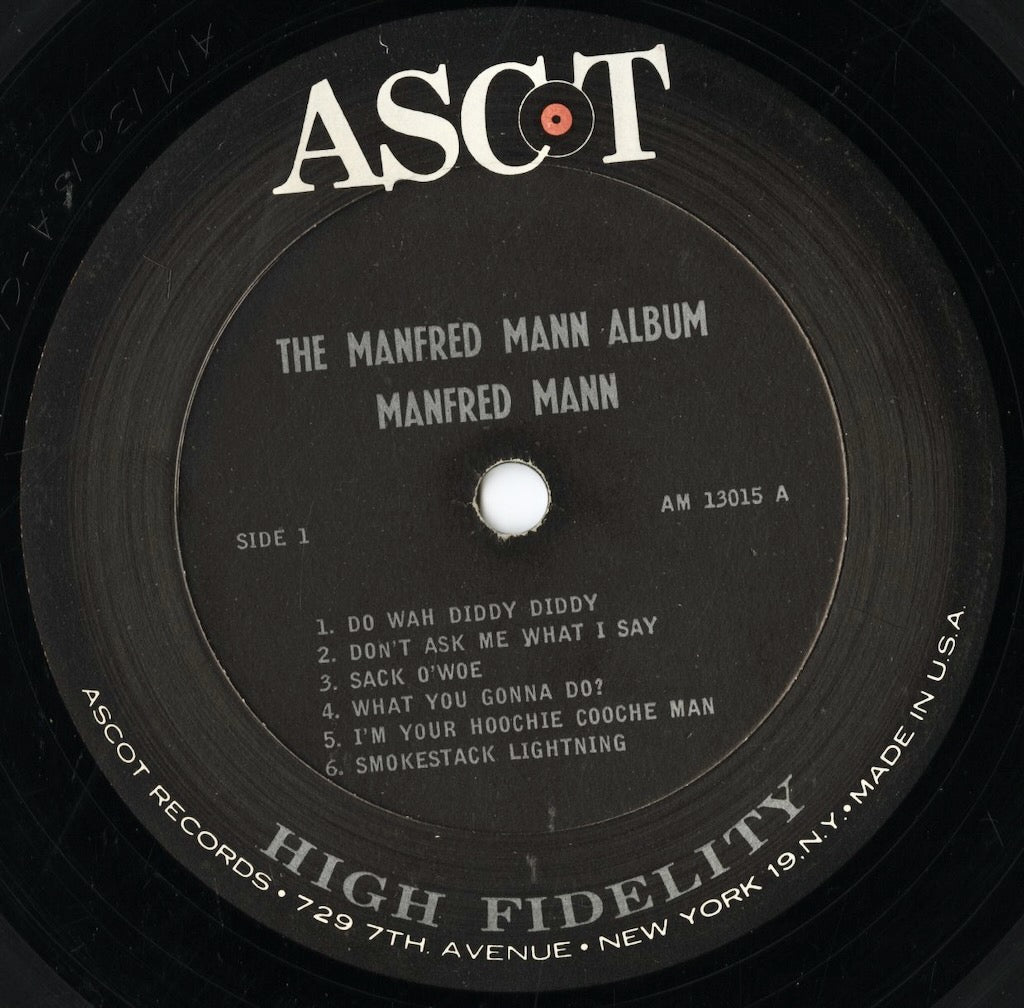 ASCOT
THE MANFRED MANN ALBUM
MANFRED MANN
SIDE 1
AM 13015 A
1. DO WAH DIDDY DIDDY
2. DON'T ASK ME WHAT I SAY
3. SACK O'WOE
4. WHAT YOU GONNA DO?
5. I'M YOUR HOOCHIE COOCHE MAN
6. SMOKESTACK LIGHTNING
HIGH FIDELITY
ASCOT RECORDS • 729 7TH. AVENUE • NEW YORK 19, N.Y. • MADE IN U.S.A.